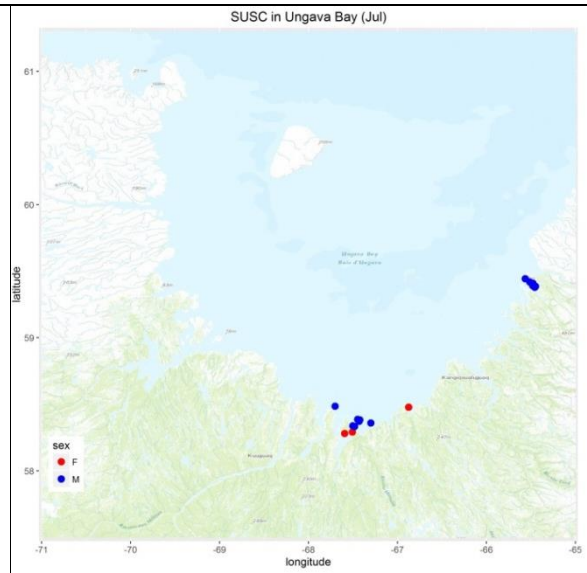 SUSC in Ungava Bay (Jul)
61
60
59
58
latitude
Ungava Bay
Baie d'Ungava
sex
F
M
-71
-70
-69
-68
-67
-66
-65
longitude